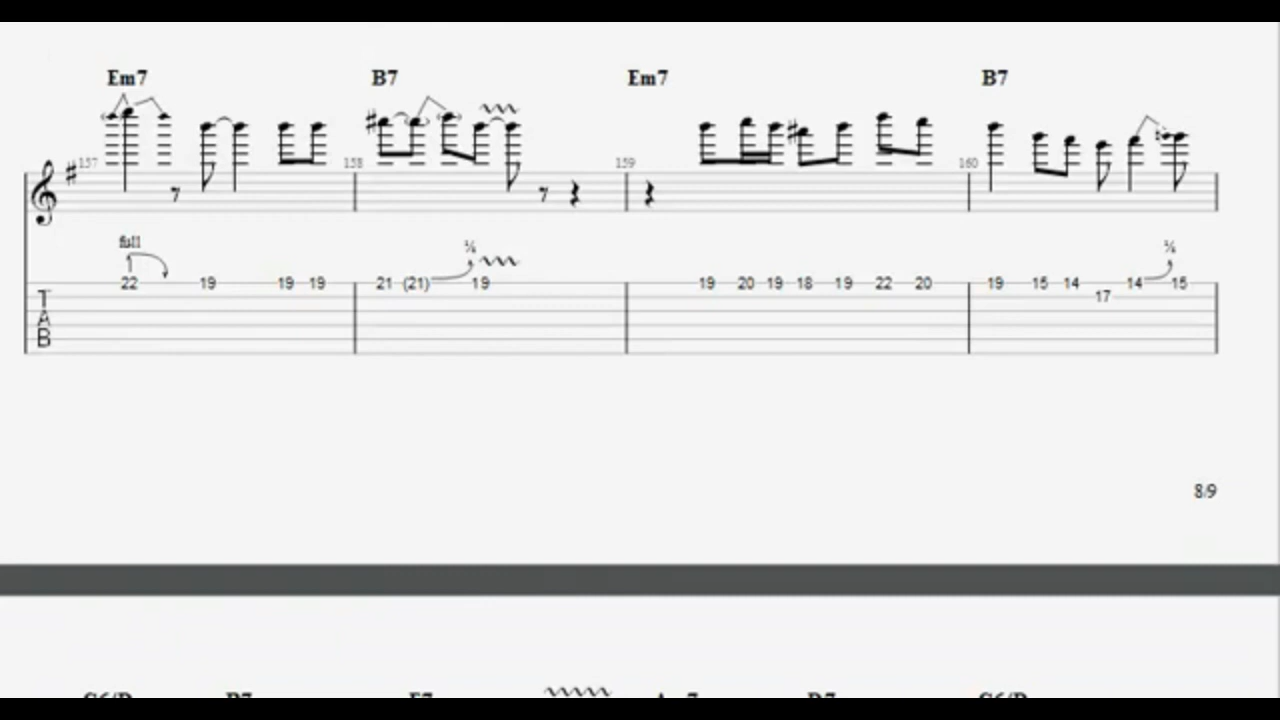 Em7 B7 Em7 B7
157 158 159 160
full ½ ½
22 19 19 19 21 (21) 19 19 20 19 18 19 22 20 19 15 14 14 15
17
T
A
B
8/9